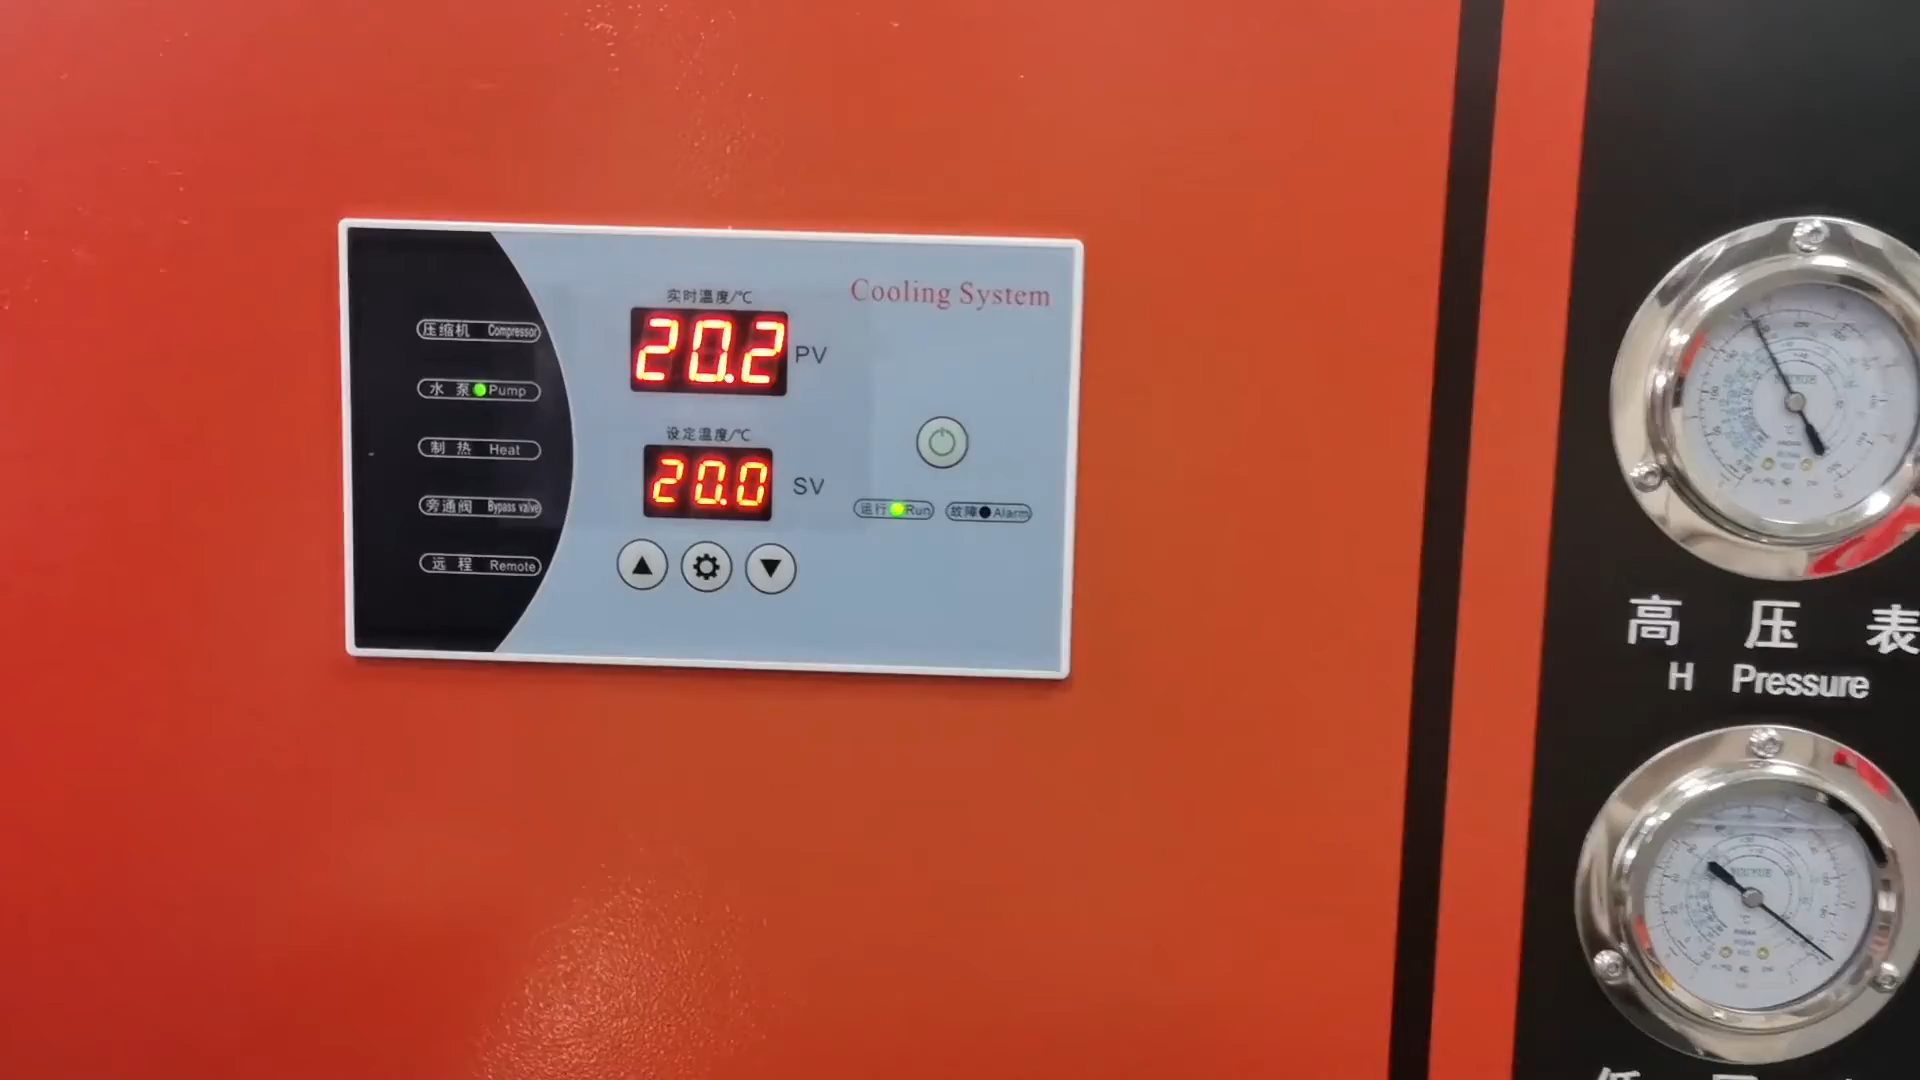 Cooling System
实时温度/℃
20.2 PV
设定温度/℃
20.0 SV
压缩机 Compressor
水泵 Pump
制热 Heat
旁通阀 Bypass valve
远程 Remote
运行 Run
故障 Alarm
高压表
H Pressure